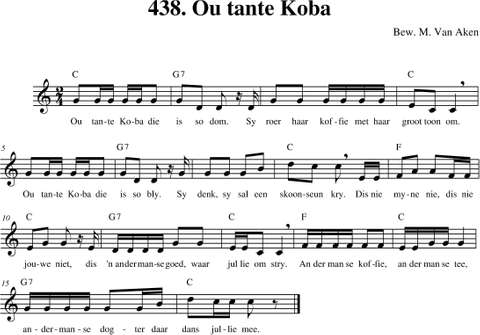 438. Ou tante Koba
Bew. M. Van Aken
C G7 C
Ou tan-te Ko-ba die is so dom. Sy roer haar kof-fie met haar groot toon om.
5 G7 C F
Ou tan-te Ko-ba die is so bly. Sy denk, sy sal een skoon-seun kry. Dis nie my-ne nie, dis nie
10 C G7 C F
jou-we niet, dis 'n ander man-se goed, waar jul lie om stry. An der man se kof-fie, an der man se tee,
15 G7 C
an-der-man-se dog-ter daar dans jul-lie mee.